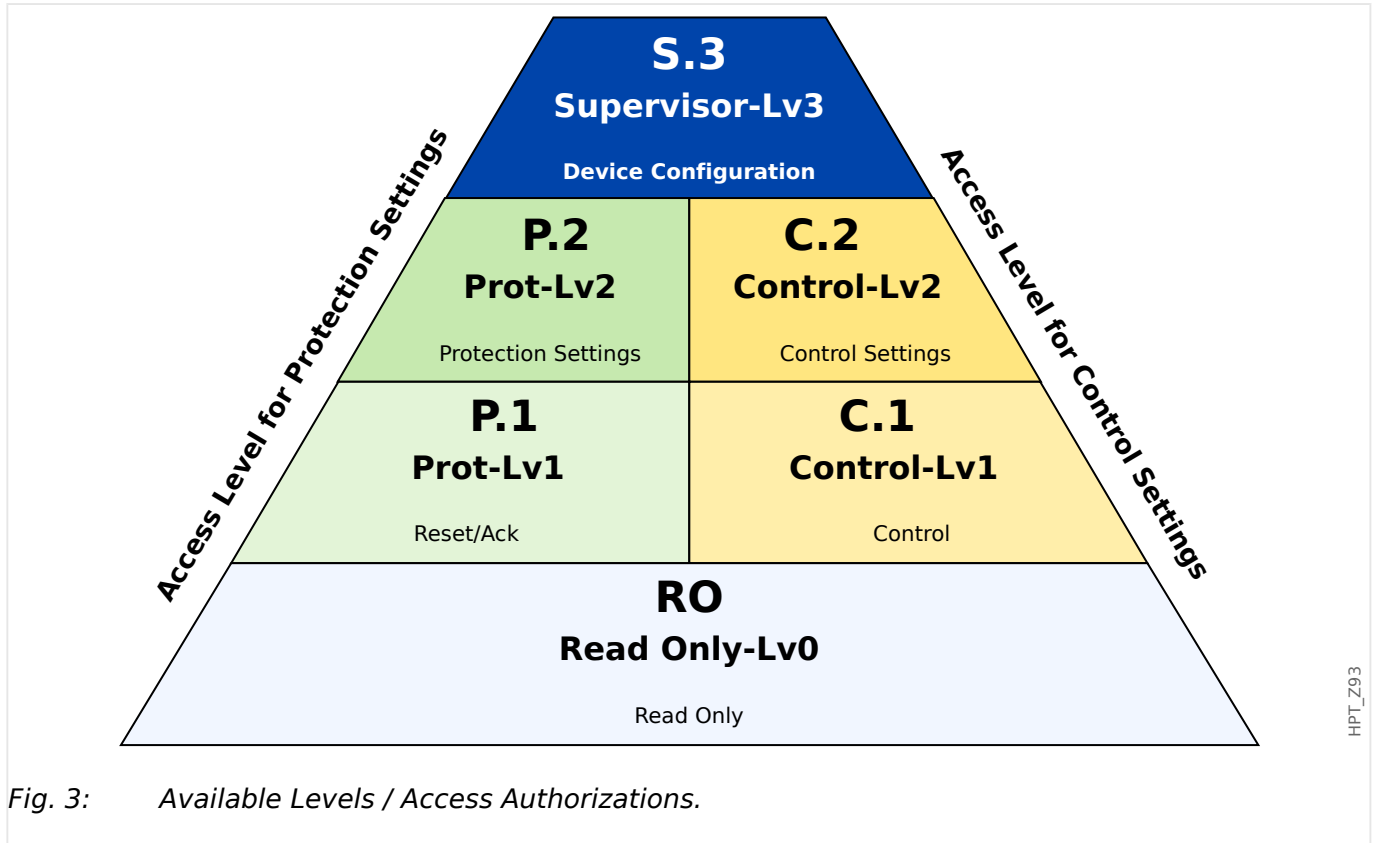 S.3
Supervisor-Lv3
Device Configuration
Access Level for Protection Settings
Access Level for Control Settings
P.2
Prot-Lv2
Protection Settings
C.2
Control-Lv2
Control Settings
P.1
Prot-Lv1
Reset/Ack
C.1
Control-Lv1
Control
RO
Read Only-Lv0
Read Only
HPT_Z93
Fig. 3: Available Levels / Access Authorizations.